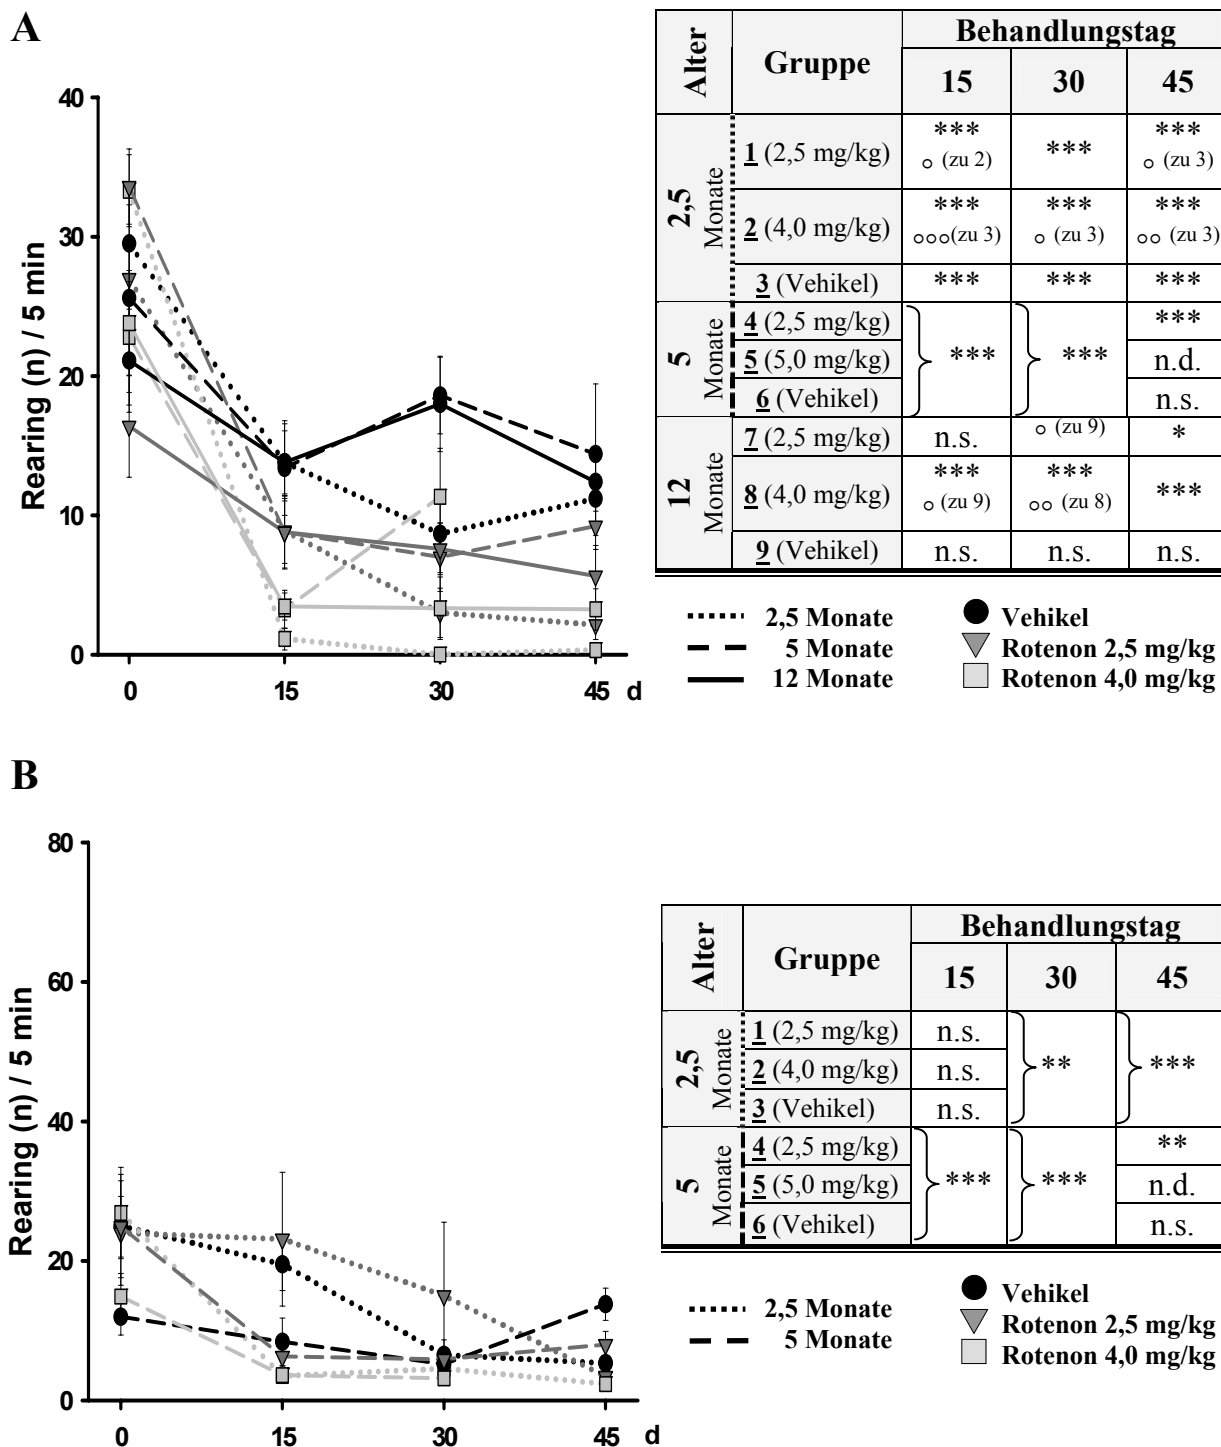 A
Rearing (n) / 5 min
40
30
20
10
0
0 15 30 45 d
Alter Gruppe Behandlungstag
15 30 45
2,5 Monate
1 (2,5 mg/kg) *** *** ***
○ (zu 2) ○ (zu 3)
2 (4,0 mg/kg) *** *** ***
○○○(zu 3) ○ (zu 3) ○○ (zu 3)
3 (Vehikel) *** *** ***
5 Monate
4 (2,5 mg/kg) ***
5 (5,0 mg/kg) *** *** n.d.
6 (Vehikel) n.s.
12 Monate
7 (2,5 mg/kg) n.s. ○ (zu 9) *
8 (4,0 mg/kg) *** *** ***
○ (zu 9) ○○ (zu 8)
9 (Vehikel) n.s. n.s. n.s.
2,5 Monate Vehikel
5 Monate Rotenon 2,5 mg/kg
12 Monate Rotenon 4,0 mg/kg
B
Rearing (n) / 5 min
80
60
40
20
0
0 15 30 45 d
Alter Gruppe Behandlungstag
15 30 45
2,5 Monate
1 (2,5 mg/kg) n.s.
2 (4,0 mg/kg) n.s. ** ***
3 (Vehikel) n.s.
5 Monate
4 (2,5 mg/kg) **
5 (5,0 mg/kg) *** *** n.d.
6 (Vehikel) n.s.
2,5 Monate
5 Monate
Vehikel
Rotenon 2,5 mg/kg
Rotenon 4,0 mg/kg